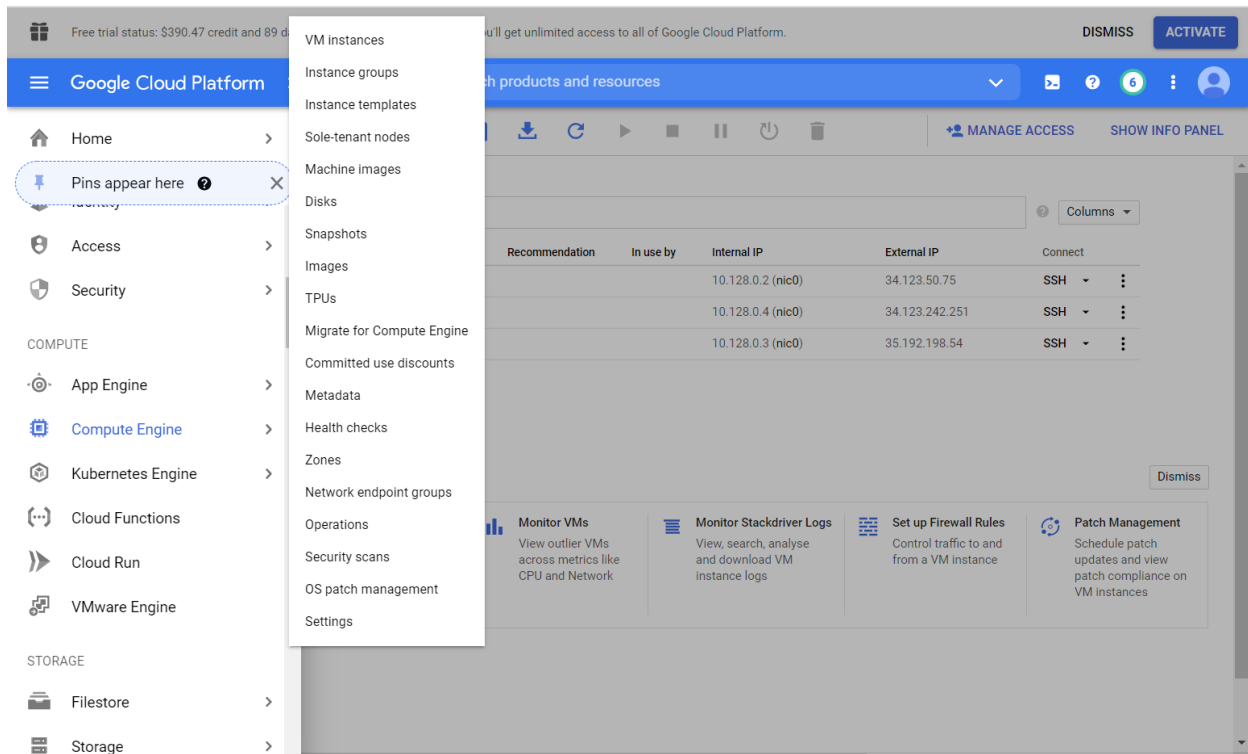 Free trial status: $390.47 credit and 89 d
u'll get unlimited access to all of Google Cloud Platform.
DISMISS
ACTIVATE
Google Cloud Platform
ch products and resources
6
MANAGE ACCESS
SHOW INFO PANEL
Home
Pins appear here
Access
Security
COMPUTE
App Engine
Compute Engine
Kubernetes Engine
Cloud Functions
Cloud Run
VMware Engine
STORAGE
Filestore
Storage
VM instances
Instance groups
Instance templates
Sole-tenant nodes
Machine images
Disks
Snapshots
Images
TPUs
Migrate for Compute Engine
Committed use discounts
Metadata
Health checks
Zones
Network endpoint groups
Operations
Security scans
OS patch management
Settings
Columns
Recommendation In use by Internal IP External IP Connect
10.128.0.2 (nic0) 34.123.50.75 SSH
10.128.0.4 (nic0) 34.123.242.251 SSH
10.128.0.3 (nic0) 35.192.198.54 SSH
Dismiss
Monitor VMs
View outlier VMs
across metrics like
CPU and Network
Monitor Stackdriver Logs
View, search, analyse
and download VM
instance logs
Set up Firewall Rules
Control traffic to and
from a VM instance
Patch Management
Schedule patch
updates and view
patch compliance on
VM instances